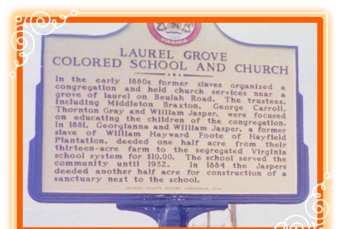 VIRGINIA
LAUREL GROVE
COLORED SCHOOL AND CHURCH
In the early 1880s former slaves organized a
congregation and held church services near a
grove of laurel on Beulah Road. The trustees,
including Middleton Braxton, George Carroll,
Thornton Gray and William Jasper, were focused
on educating the children of the congregation.
In 1881, Georgianna and William Jasper, a former
slave of William Hayward Foote of Hayfield
Plantation, deeded one half acre from their
thirteen-acre farm to the segregated Virginia
school system for $10.00. The school served the
community until 1932. In 1884 the Jaspers
deeded another half acre for construction of a
sanctuary next to the school.
FAIRFAX COUNTY HISTORY COMMISSION,